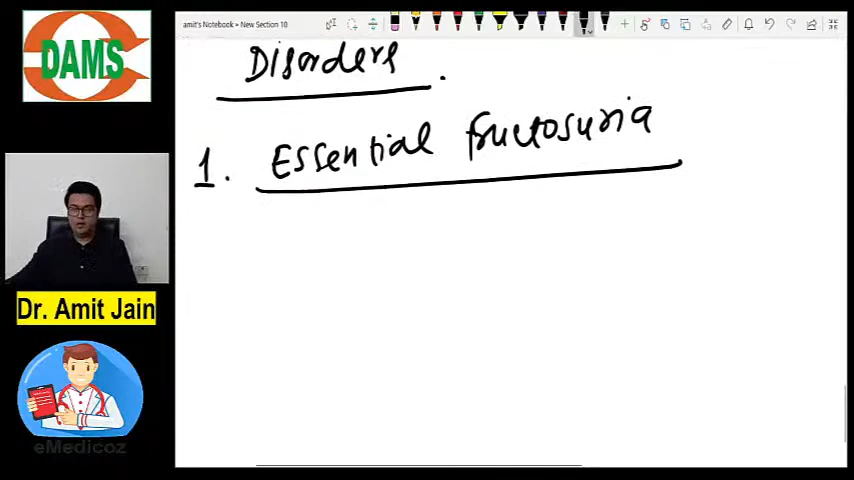 amit's Notebook > New Section 10
DAMS
Disorders.
1. Essential fructosuria
Dr. Amit Jain
eMedicoz